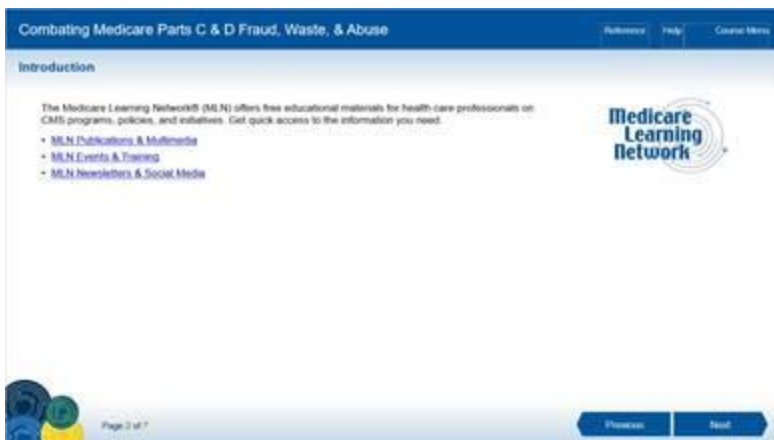 Combating Medicare Parts C & D Fraud, Waste, & Abuse
Reference Help Course Menu
Introduction
The Medicare Learning Network® (MLN) offers free educational materials for health care professionals on
CMS programs, policies, and initiatives. Get quick access to the information you need.
• MLN Publications & Multimedia
• MLN Events & Training
• MLN Newsletters & Social Media
Medicare
Learning
Network
Page 2 of 7
Previous Next